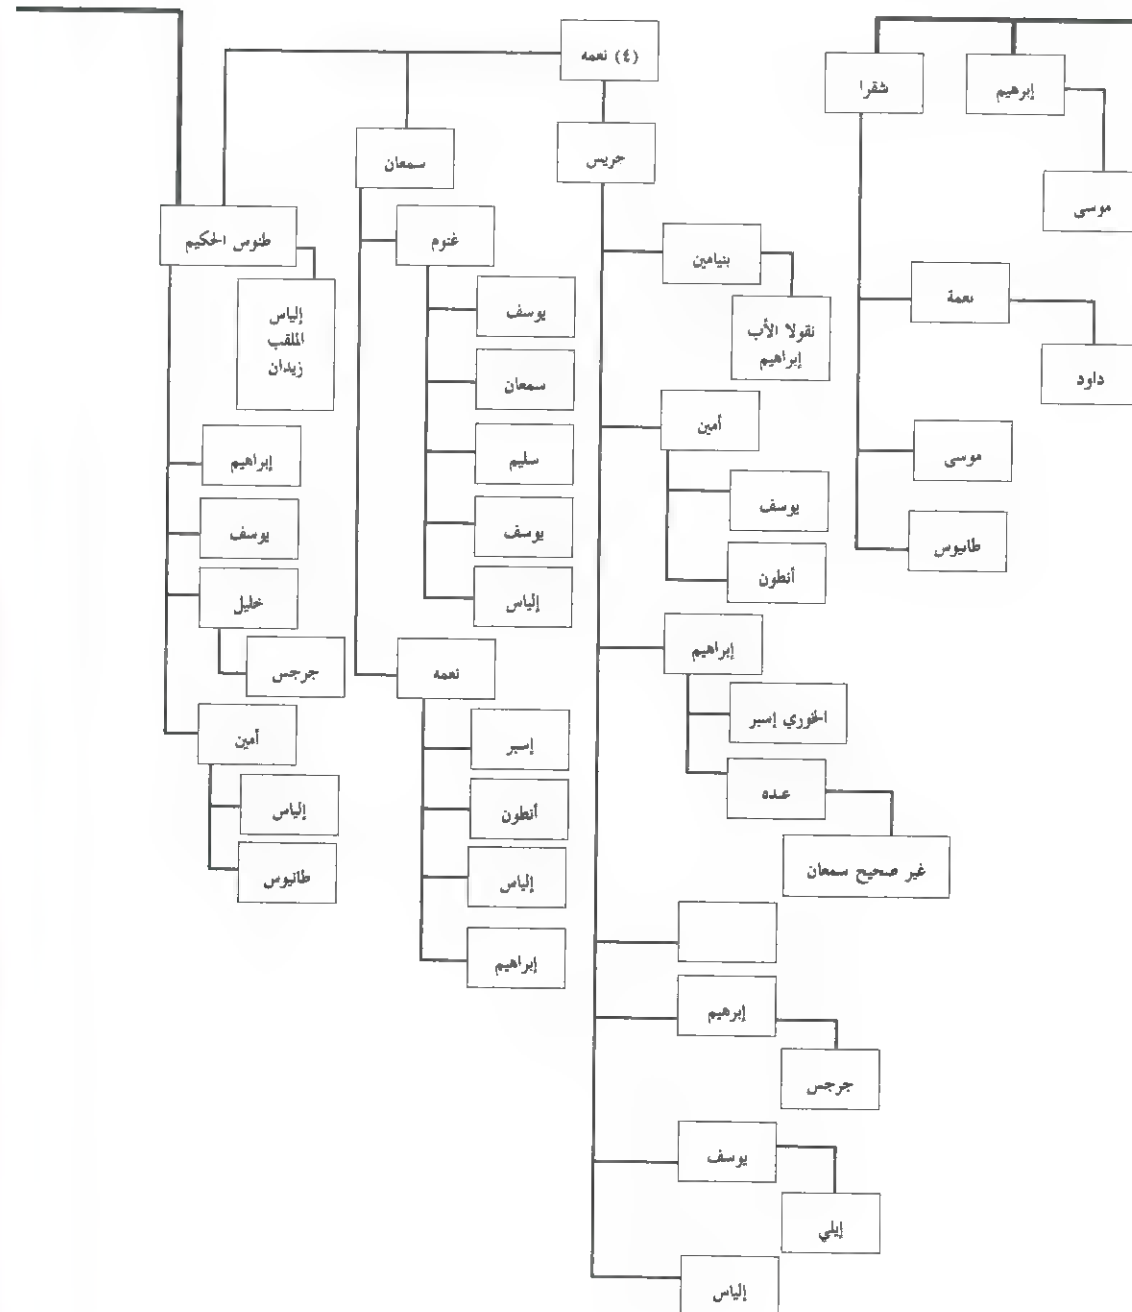 (٤) نعمه
شقرا
إبرهيم
موسى
نعمة
داود
موسى
طانيوس
جريس
بنيامين
نقولا الأب
إبراهيم
أمين
يوسف
أنطون
إبراهيم
الخوري إسبر
عبده
غير صحيح سمعان
إبرهيم
جرجس
يوسف
إيلي
إلياس
سمعان
غنوم
يوسف
سمعان
سليم
يوسف
إلياس
نعمه
إسبر
أنطون
إلياس
إبراهيم
طنوس الحكيم
إلياس
الملقب
زيدان
إبراهيم
يوسف
خليل
جرجس
أمين
إلياس
طانيوس